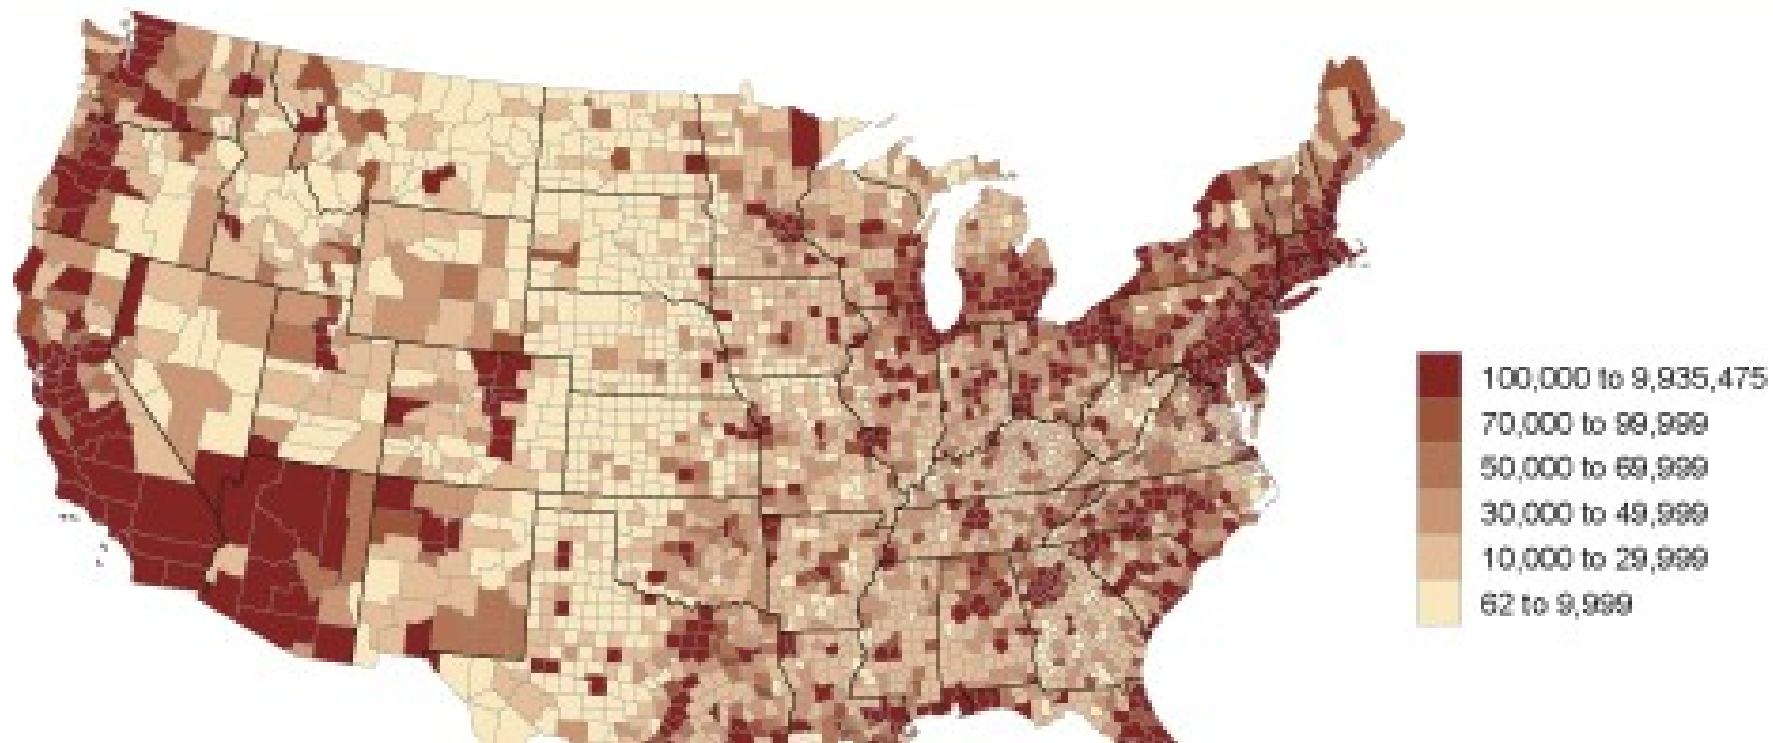 100,000 to 9,935,475
70,000 to 99,999
50,000 to 69,999
30,000 to 49,999
10,000 to 29,999
62 to 9,999